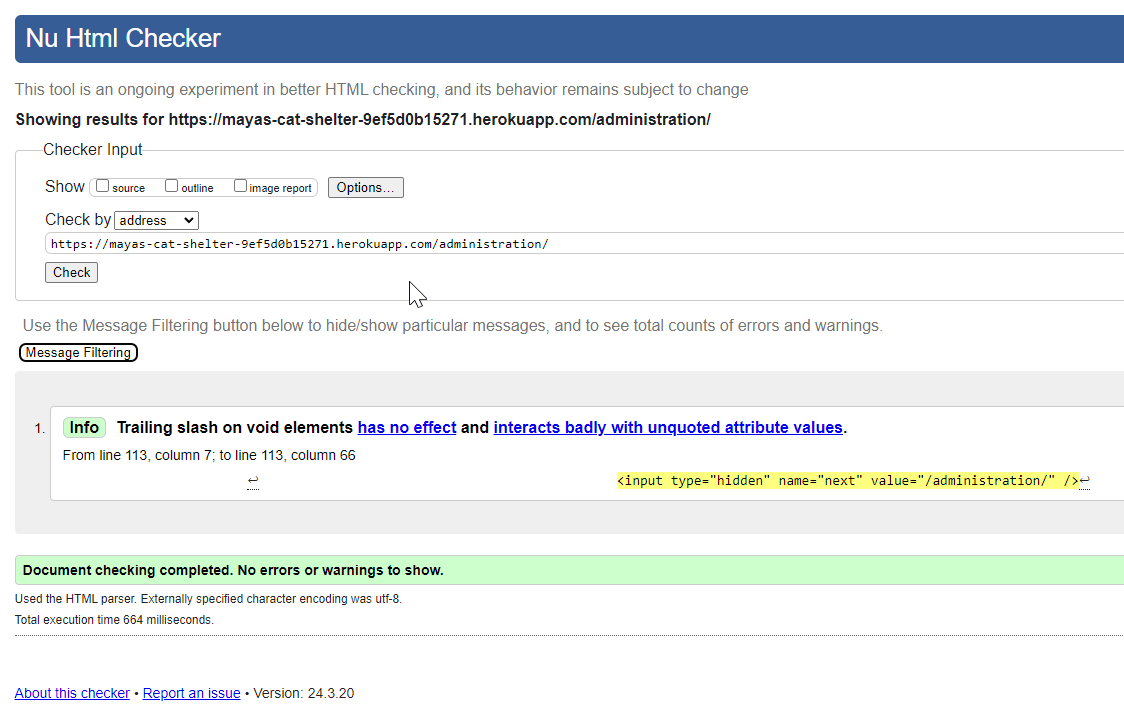 Nu Html Checker
This tool is an ongoing experiment in better HTML checking, and its behavior remains subject to change
Showing results for https://mayas-cat-shelter-9ef5d0b15271.herokuapp.com/administration/
Checker Input
Show source outline image report Options...
Check by address
https://mayas-cat-shelter-9ef5d0b15271.herokuapp.com/administration/
Check
Use the Message Filtering button below to hide/show particular messages, and to see total counts of errors and warnings.
Message Filtering
1. Info Trailing slash on void elements has no effect and interacts badly with unquoted attribute values.
From line 113, column 7; to line 113, column 66
↩ <input type="hidden" name="next" value="/administration/" />↩
Document checking completed. No errors or warnings to show.
Used the HTML parser. Externally specified character encoding was utf-8.
Total execution time 664 milliseconds.
About this checker • Report an issue • Version: 24.3.20